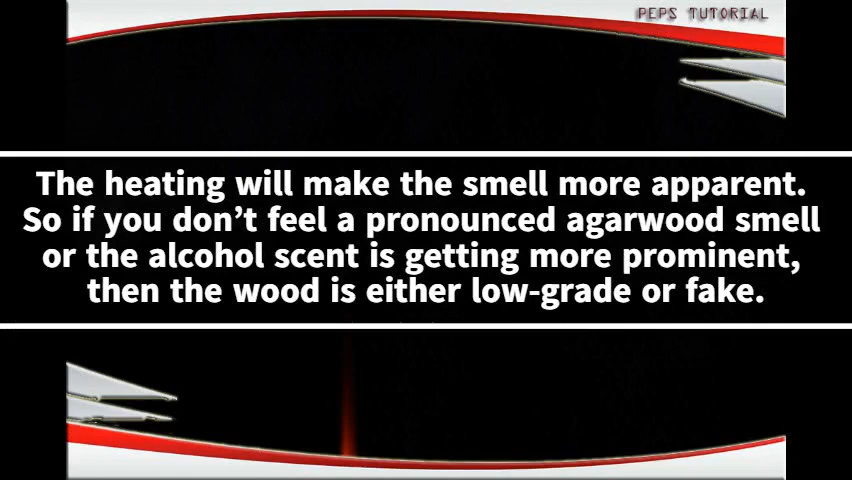 PEPS TUTORIAL
The heating will make the smell more apparent.
So if you don’t feel a pronounced agarwood smell
or the alcohol scent is getting more prominent,
then the wood is either low-grade or fake.